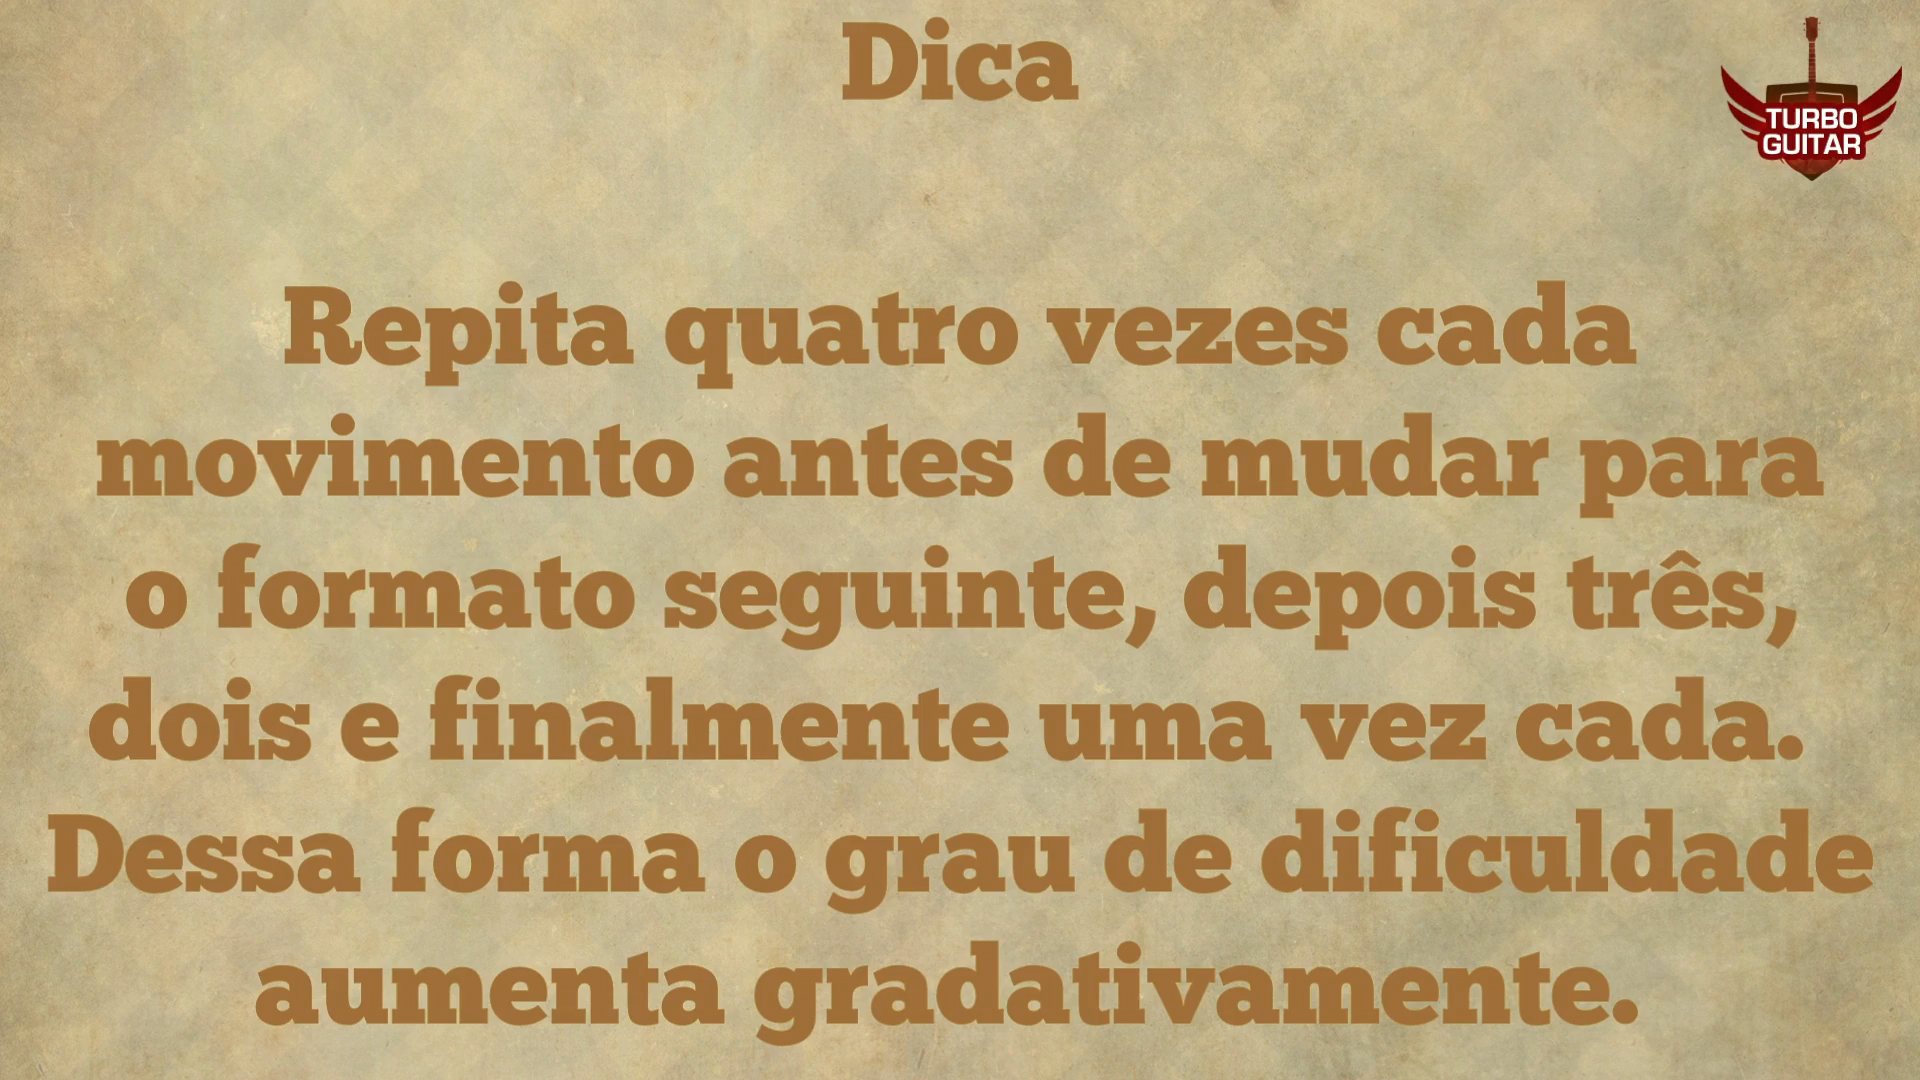 Dica
TURBO
GUITAR
Repita quatro vezes cada
movimento antes de mudar para
o formato seguinte, depois três,
dois e finalmente uma vez cada.
Dessa forma o grau de dificuldade
aumenta gradativamente.